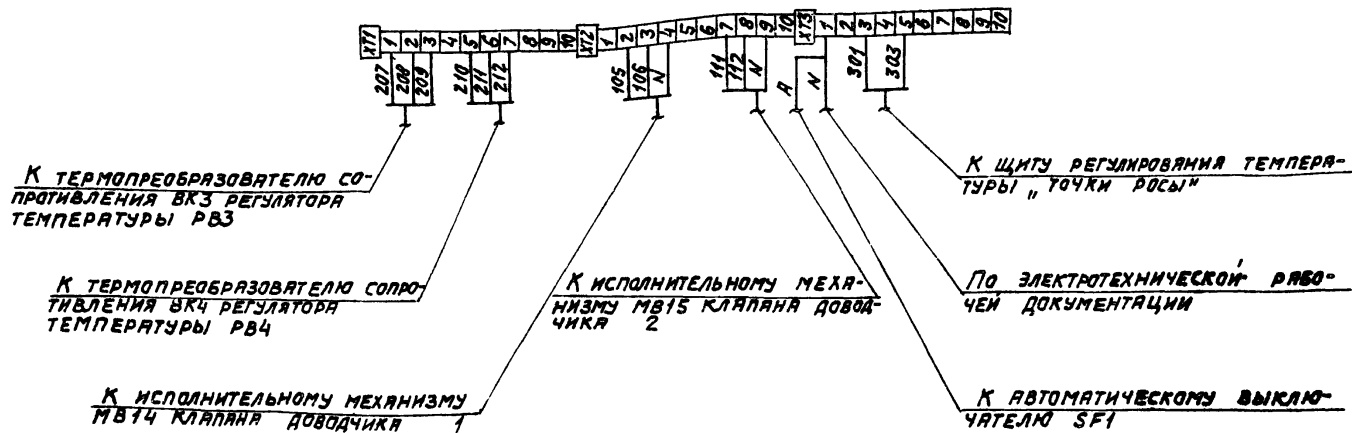 XT1 1 2 3 4 5 6 7 8 9 10 XT2 1 2 3 4 5 6 7 8 9 10 XT3 1 2 3 4 5 6 7 8 9 10
207 208 209 210 211 212 105 106 N 111 112 N A N 301 303
К ТЕРМОПРЕОБРАЗОВАТЕЛЮ СО-
ПРОТИВЛЕНИЯ ВК3 РЕГУЛЯТОРА
ТЕМПЕРАТУРЫ РВ3
К ЩИТУ РЕГУЛИРОВАНИЯ ТЕМПЕРА-
ТУРЫ „ ТОЧКИ РОСЫ"
К ТЕРМОПРЕОБРАЗОВАТЕЛЮ СОПРО-
ТИВЛЕНИЯ ВК4 РЕГУЛЯТОРА
ТЕМПЕРАТУРЫ РВ4
К ИСПОЛНИТЕЛЬНОМУ МЕХА-
НИЗМУ МВ15 КЛАПАНА ДОВОД-
ЧИКА 2
ПО ЭЛЕКТРОТЕХНИЧЕСКОЙ РАБО-
ЧЕЙ ДОКУМЕНТАЦИИ
К ИСПОЛНИТЕЛЬНОМУ МЕХАНИЗМУ
МВ14 КЛАПАНА ДОВОДЧИКА 1
К АВТОМАТИЧЕСКОМУ ВЫКЛЮ-
ЧАТЕЛЮ SF1